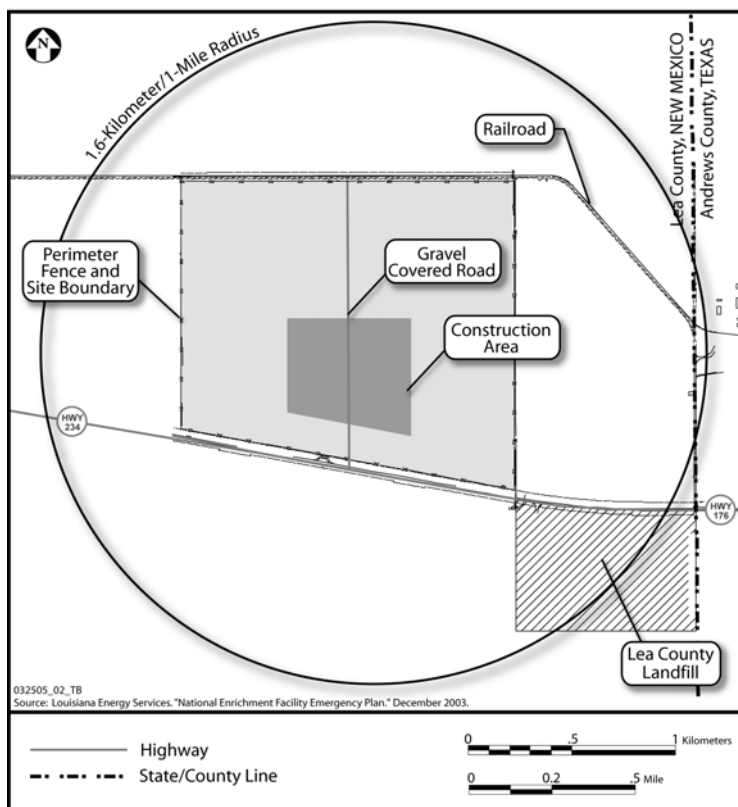 N
1.6-Kilometer/1-Mile Radius
Lea County, NEW MEXICO
Andrews County, TEXAS
Railroad
Perimeter
Fence and
Site Boundary
Gravel
Covered Road
Construction
Area
HWY
234
HWY
176
Lea County
Landfill
032505_02_TB
Source: Louisiana Energy Services. "National Enrichment Facility Emergency Plan." December 2003.
Highway
State/County Line
0 .5 1 Kilometers
0 0.2 .5 Mile